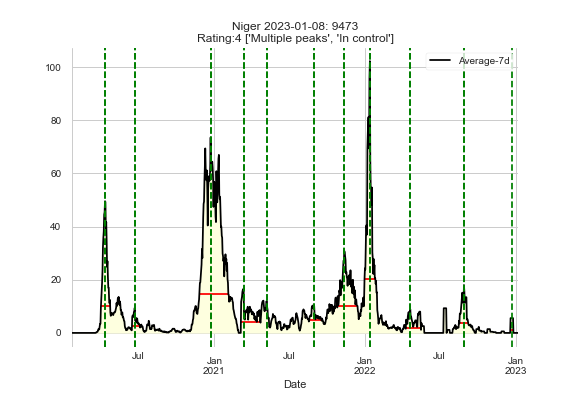 Niger 2023-01-08: 9473
Rating:4 ['Multiple peaks', 'In control']
Average-7d
100
80
60
40
20
0
Jul
Jan
2021
Jul
Jan
2022
Jul
Jan
2023
Date